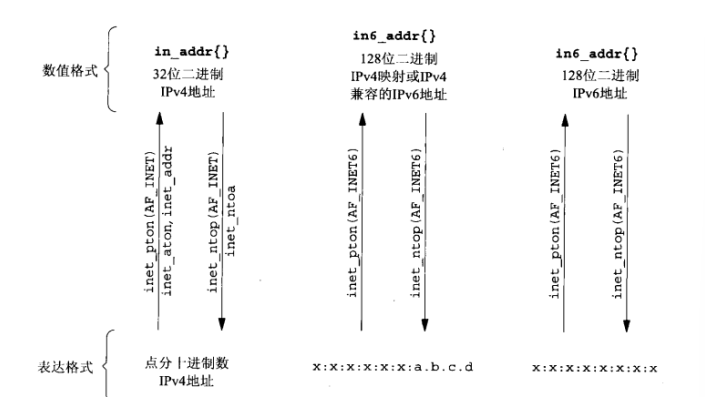 数值格式
in_addr{}
32位二进制
IPv4地址
in6_addr{}
128位二进制
IPv4映射或IPv4
兼容的IPv6地址
in6_addr{}
128位二进制
IPv6地址
inet_pton(AF_INET)
inet_aton,inet_addr
inet_ntop(AF_INET)
inet_ntoa
inet_pton(AF_INET6)
inet_ntop(AF_INET6)
inet_pton(AF_INET6)
inet_ntop(AF_INET6)
表达格式
点分十进制数
IPv4地址
x:x:x:x:x:x:a.b.c.d
x:x:x:x:x:x:x:x